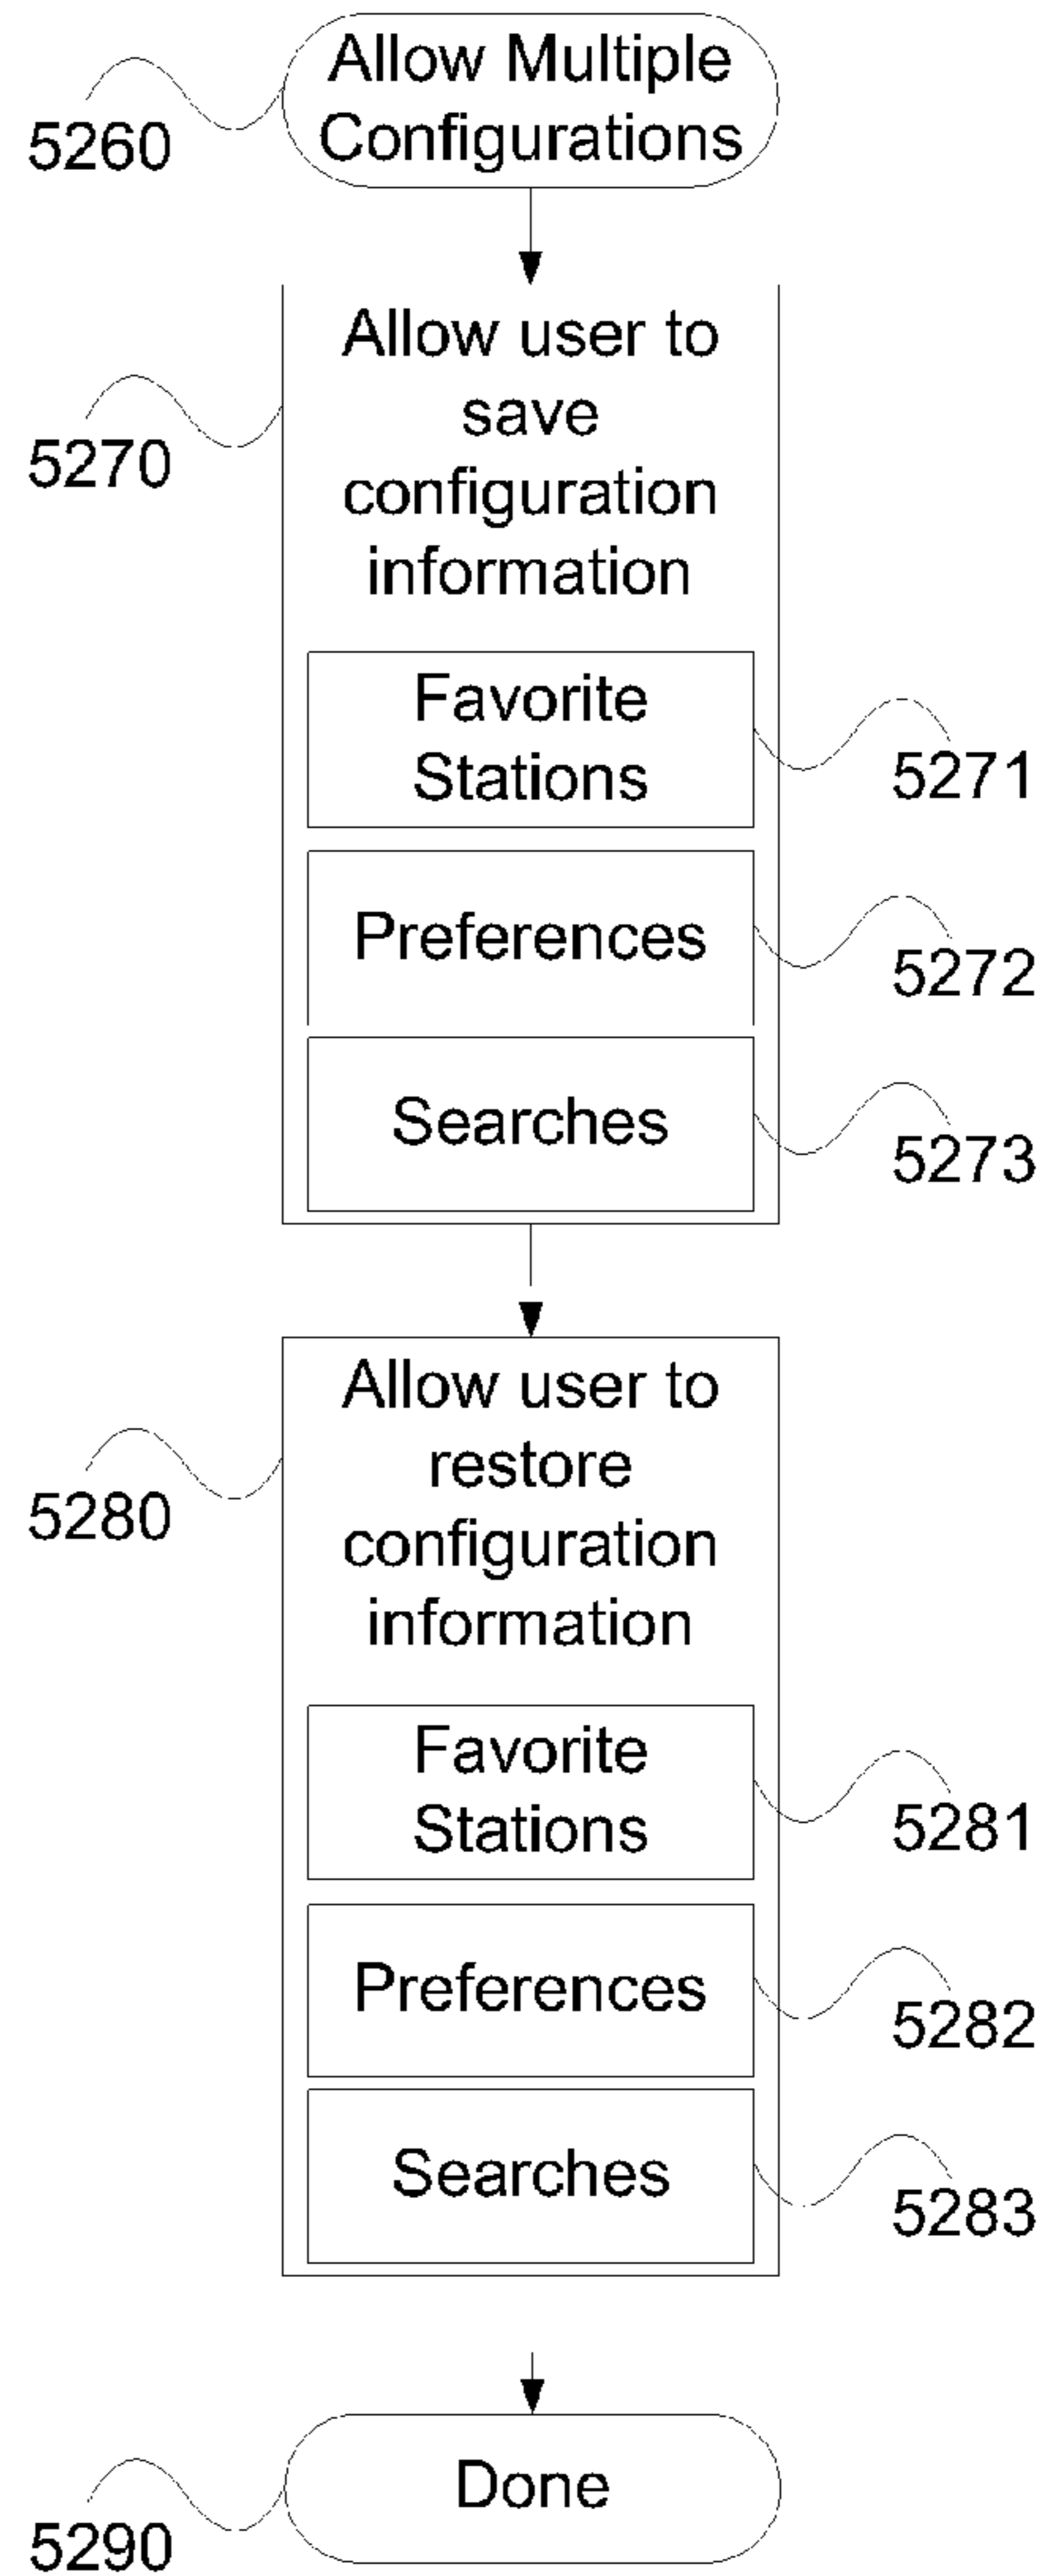 Allow Multiple
Configurations
5260
Allow user to
save
configuration
information
5270
Favorite
Stations
5271
Preferences
5272
Searches
5273
Allow user to
restore
configuration
information
5280
Favorite
Stations
5281
Preferences
5282
Searches
5283
Done
5290